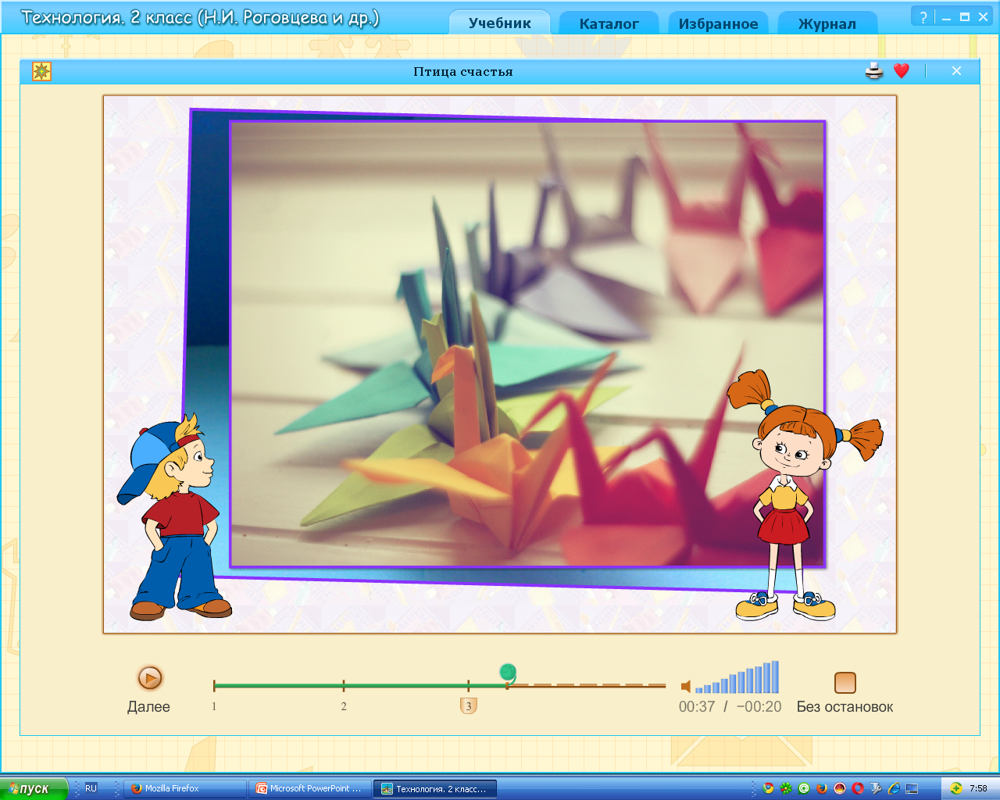 Технология. 2 класс (Н.И. Роговцева и др.)
Учебник
Каталог
Избранное
Журнал
?
Птица счастья
Далее
1
2
3
00:37 / −00:20
Без остановок
пуск
RU
Mozilla Firefox
Microsoft PowerPoint ...
Технология. 2 класс...
7:58